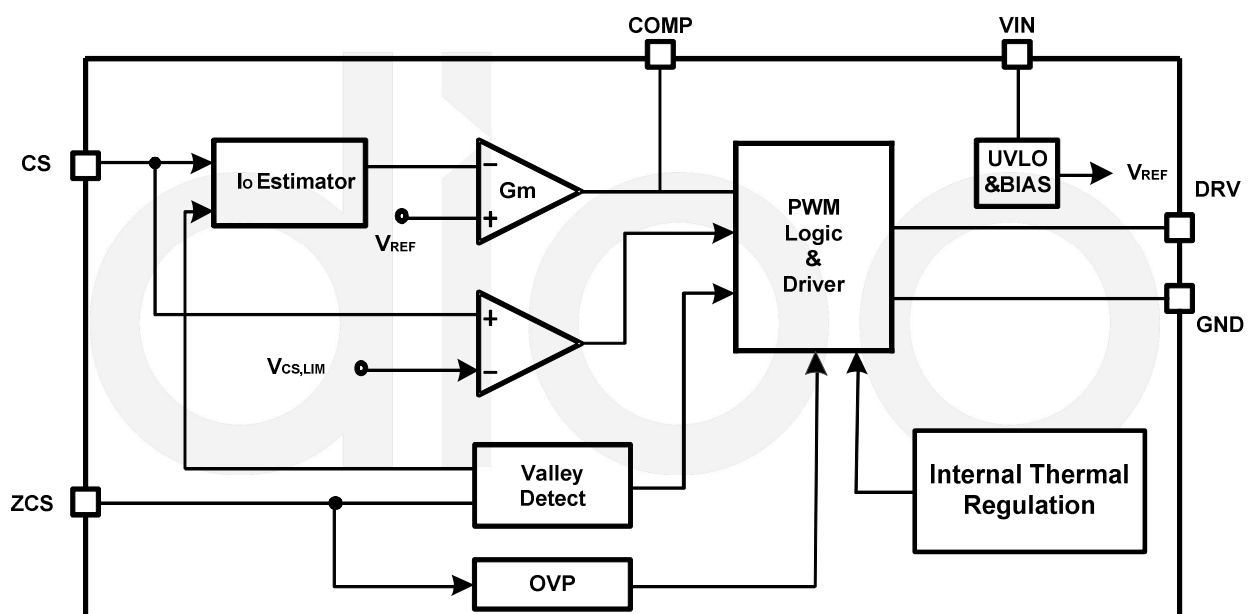 COMP
VIN
CS
IO Estimator
−
Gm
+
VREF
PWM
Logic
&
Driver
UVLO
&BIAS
VREF
DRV
GND
+
VCS,LIM
−
ZCS
Valley
Detect
Internal Thermal
Regulation
OVP
dioo